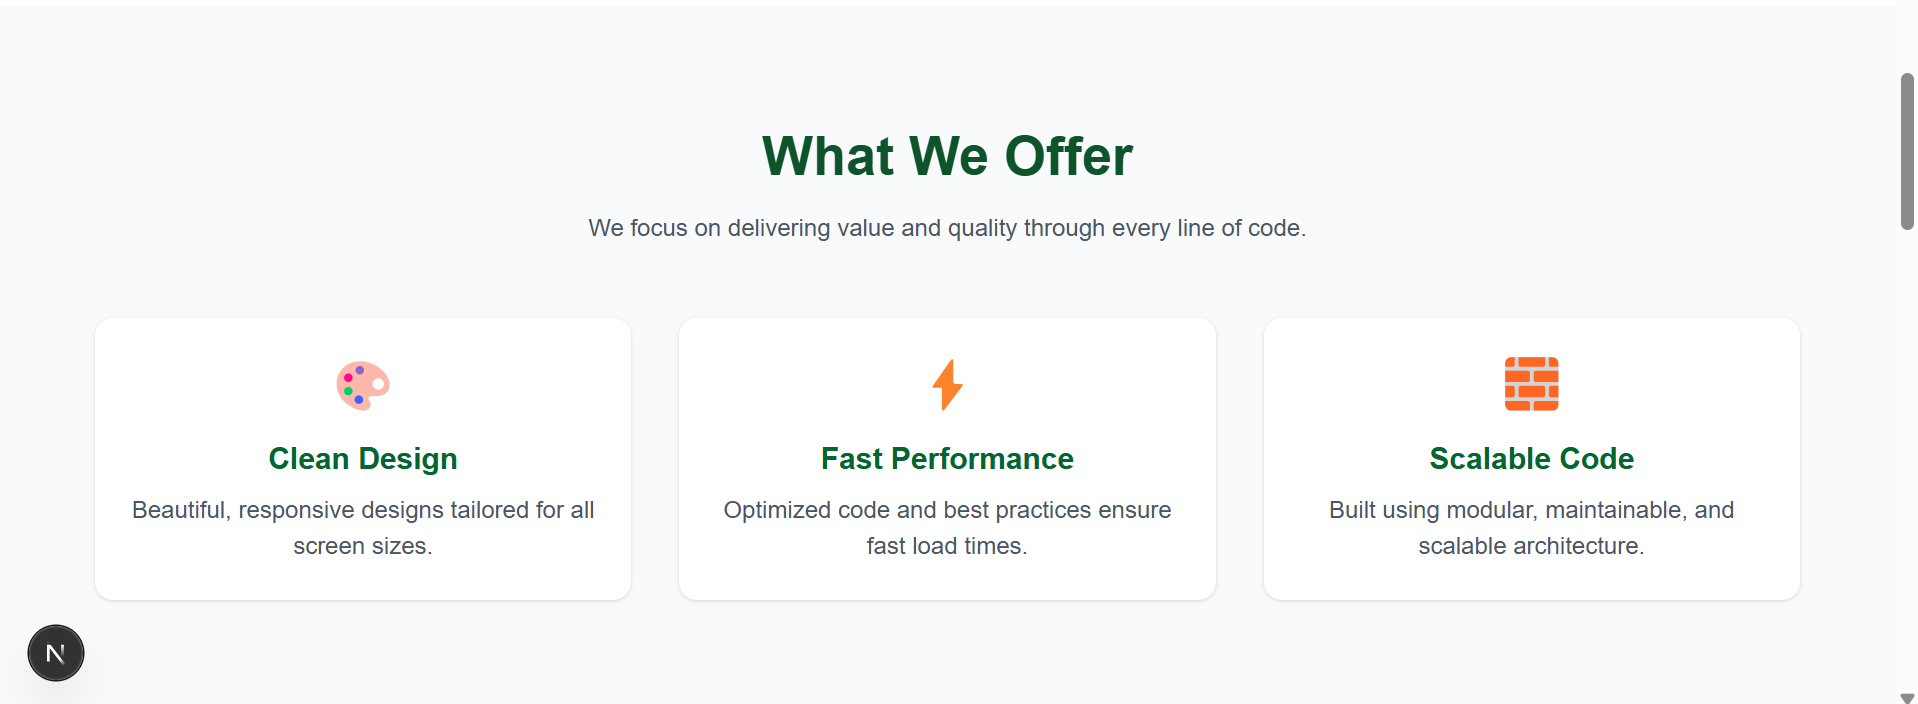 What We Offer
We focus on delivering value and quality through every line of code.
Clean Design
Beautiful, responsive designs tailored for all
screen sizes.
Fast Performance
Optimized code and best practices ensure
fast load times.
Scalable Code
Built using modular, maintainable, and
scalable architecture.
N